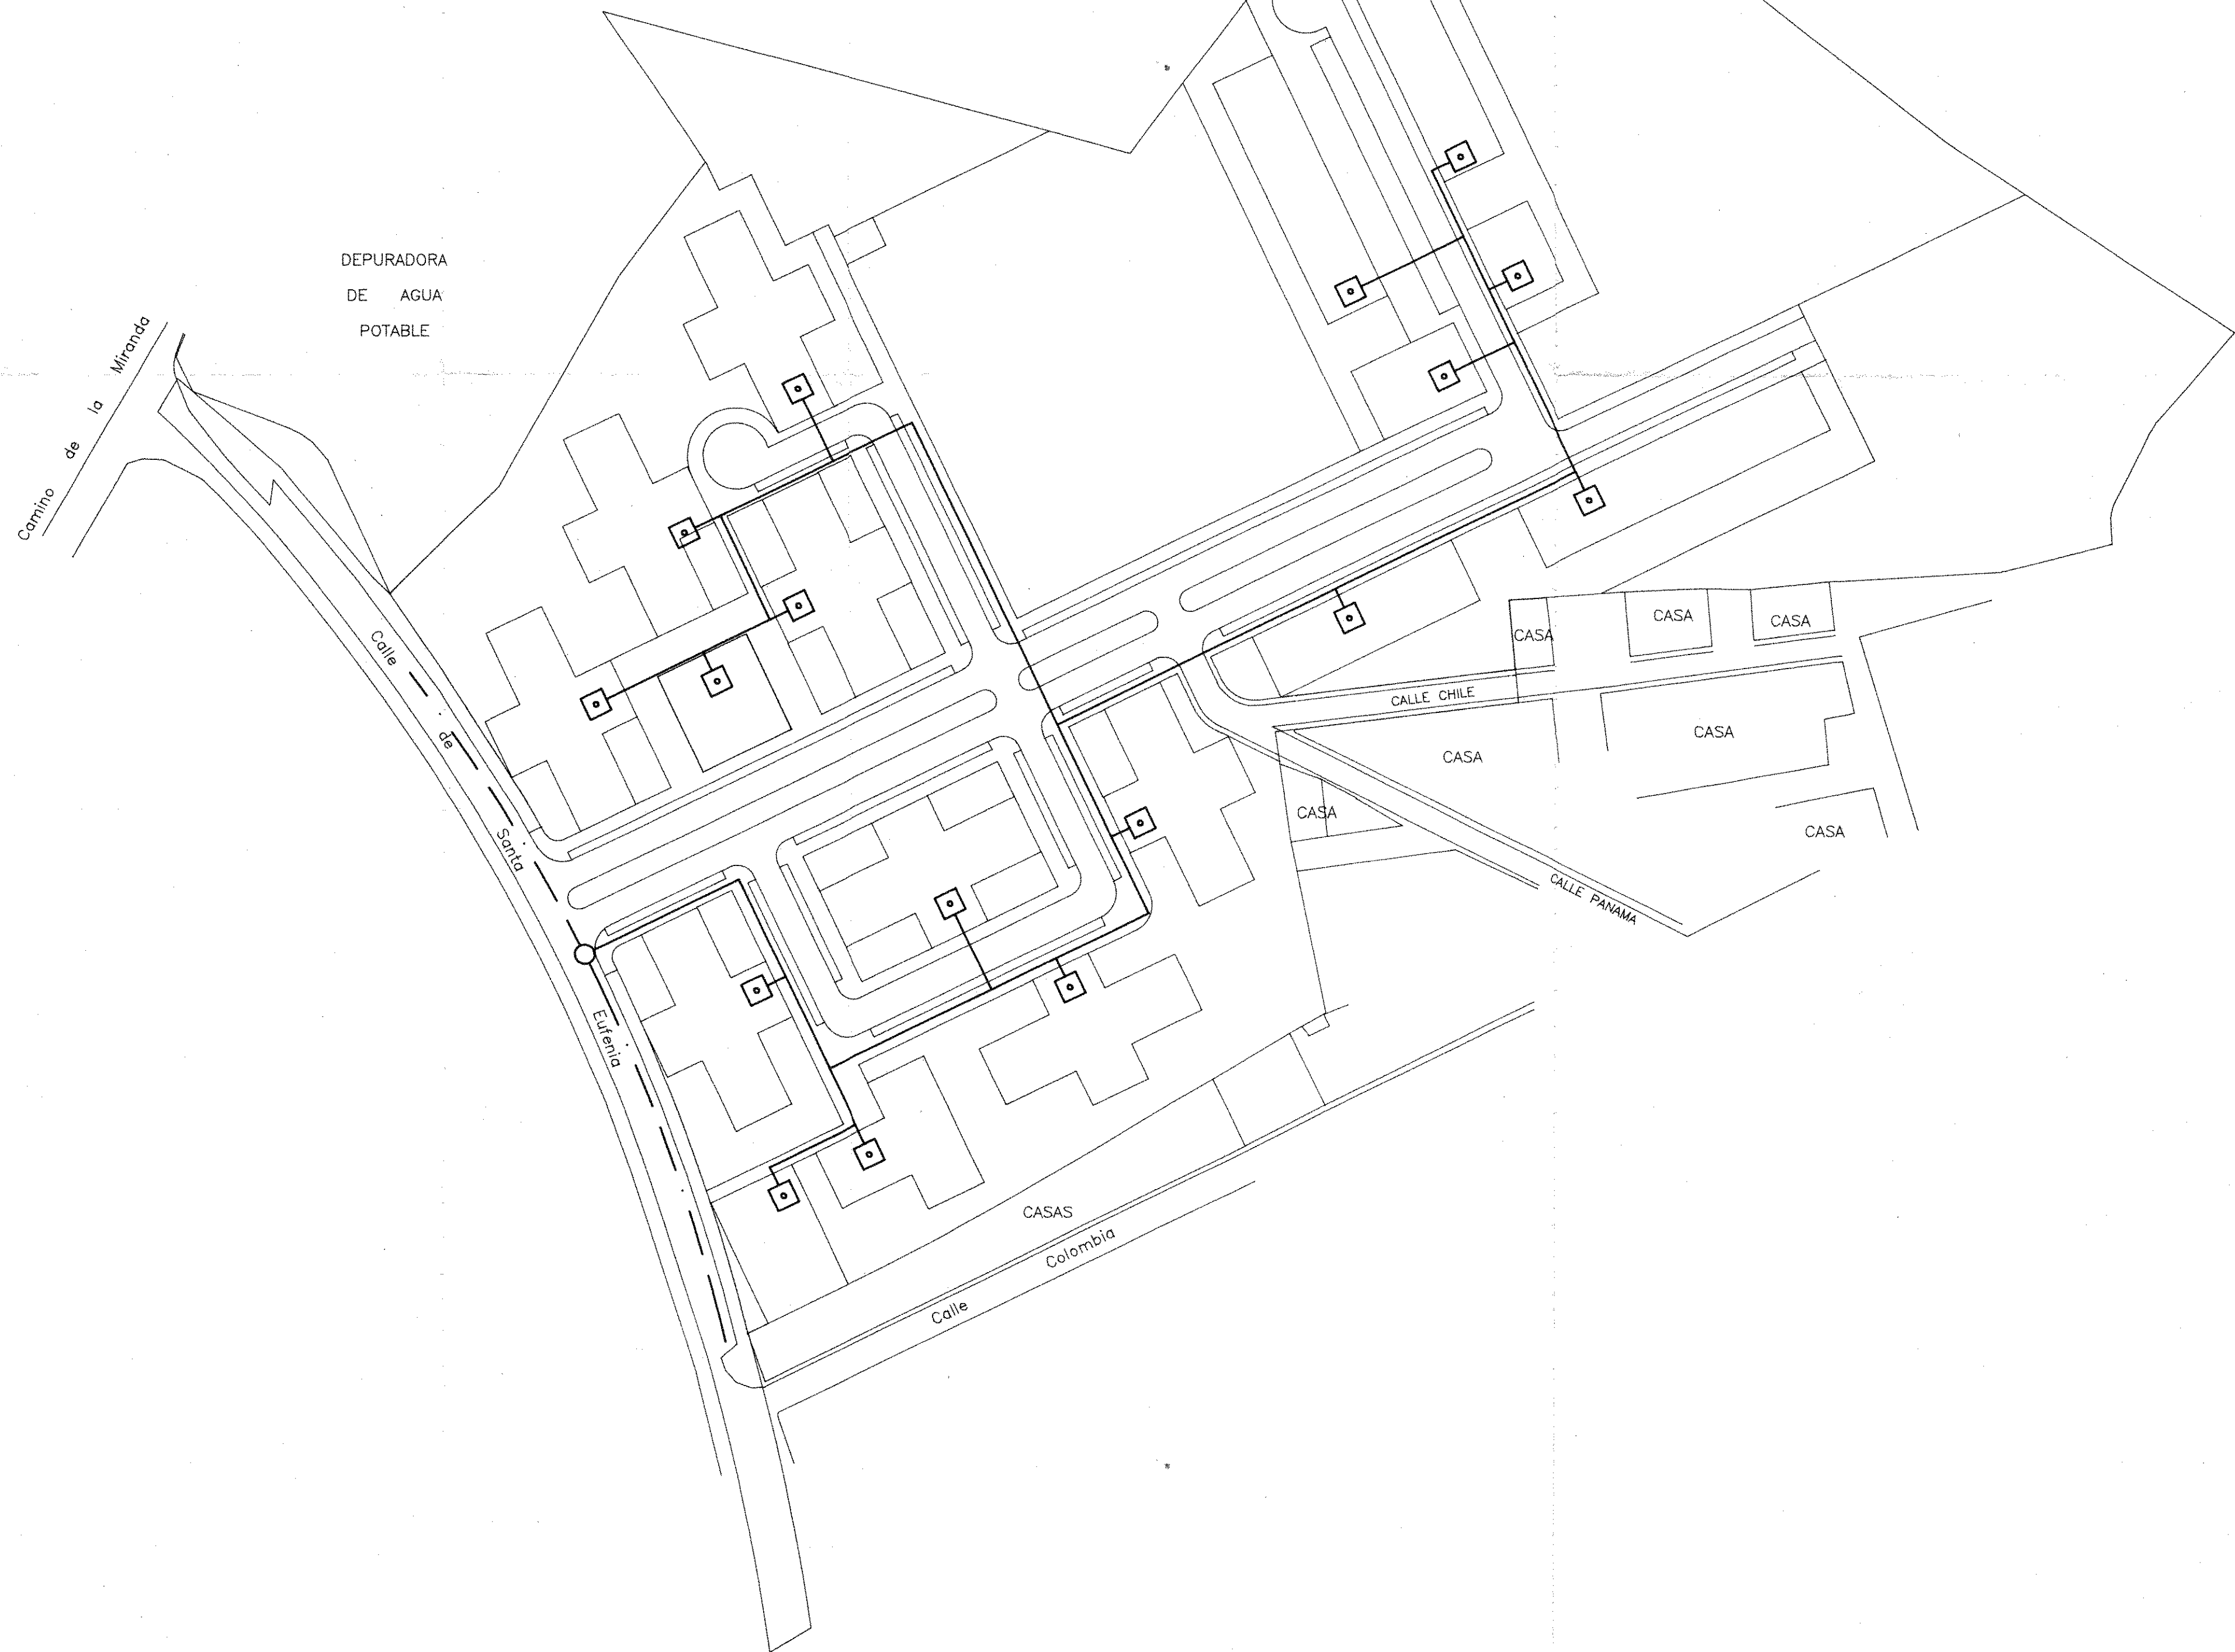 DEPURADORA
DE AGUA
POTABLE
Camino de la Miranda
Calle de Santa Eufenia
CASA
CASA
CASA
CALLE CHILE
CASA
CASA
CASA
CASA
CALLE PANAMA
CASAS
Calle Colombia